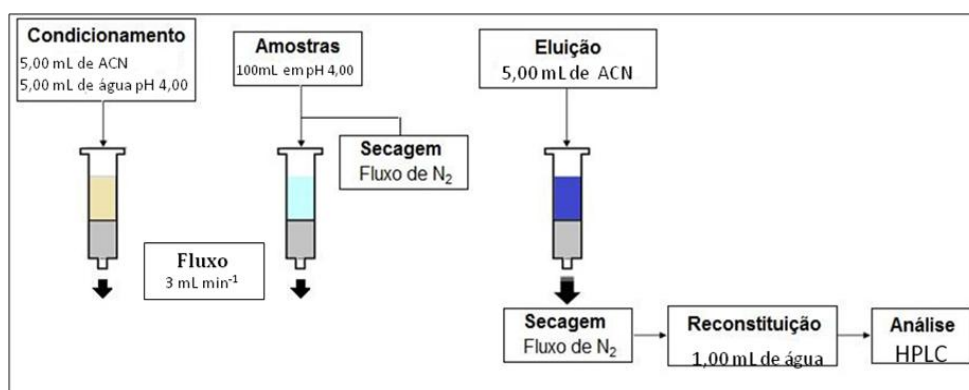 Condicionamento
5,00 mL de ACN
5,00 mL de água pH 4,00
Amostras
100mL em pH 4,00
Secagem
Fluxo de N₂
Fluxo
3 mL min⁻¹
Eluição
5,00 mL de ACN
Secagem
Fluxo de N₂
Reconstituição
1,00 mL de água
Análise
HPLC